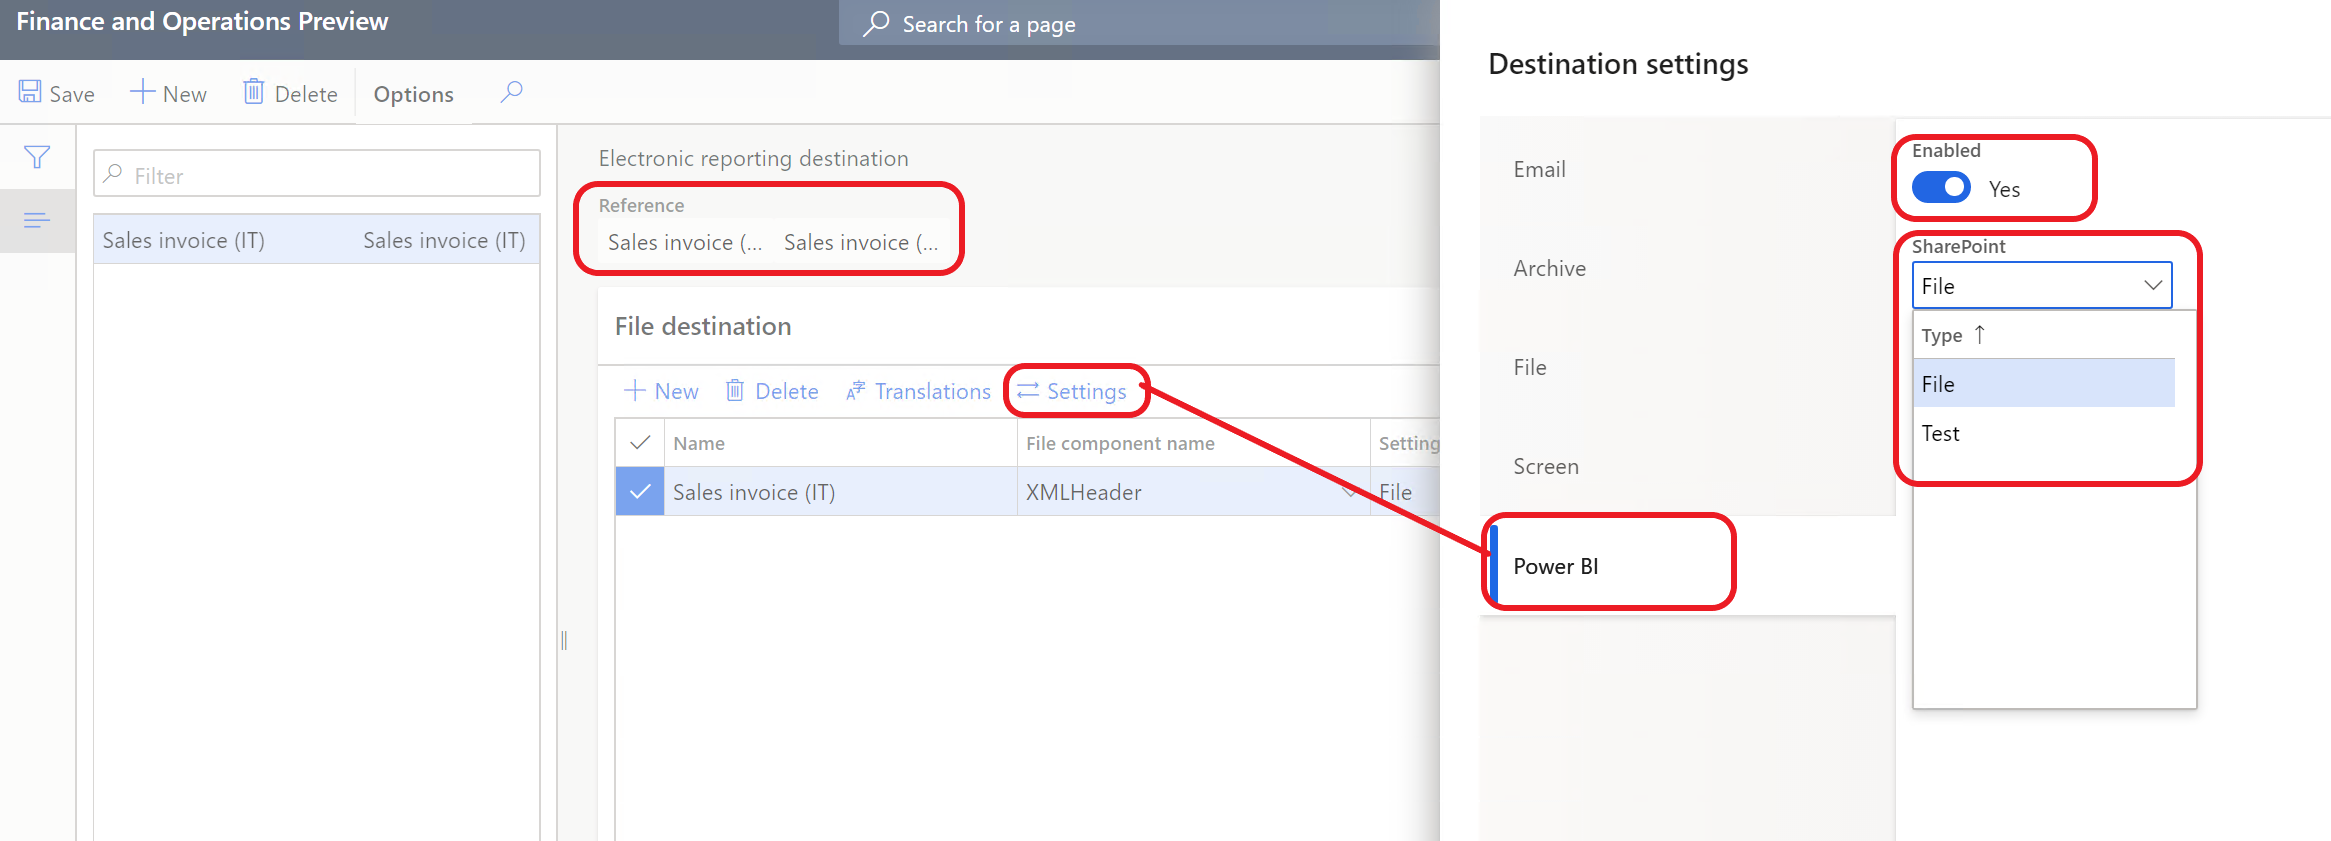 Finance and Operations Preview
Search for a page
Save New Delete Options
Filter
Sales invoice (IT) Sales invoice (IT)
Electronic reporting destination
Reference
Sales invoice (... Sales invoice (...
File destination
New Delete Translations Settings
Name File component name Setting
Sales invoice (IT) XMLHeader File
Destination settings
Email
Archive
File
Screen
Power BI
Enabled
Yes
SharePoint
File
Type
File
Test